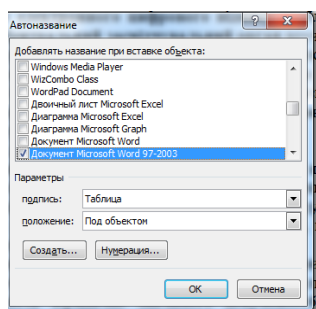 Автоназвание
Добавлять название при вставке объекта:
Windows Media Player
WizCombo Class
WordPad Document
Двоичный лист Microsoft Excel
Диаграмма Microsoft Excel
Диаграмма Microsoft Graph
Документ Microsoft Word
Документ Microsoft Word 97-2003
Параметры
подпись: Таблица
положение: Под объектом
Создать... Нумерация...
ОК Отмена